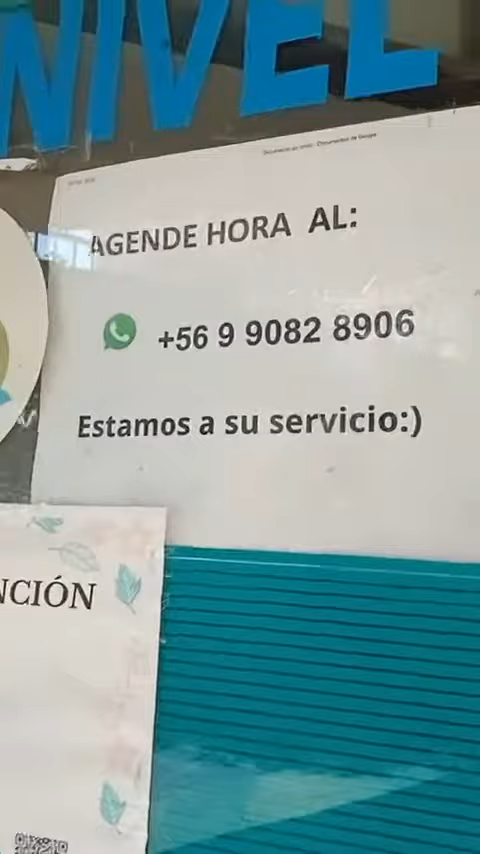 NIVEL
AGENDE HORA AL:
+56 9 9082 8906
Estamos a su servicio:)
NCIÓN